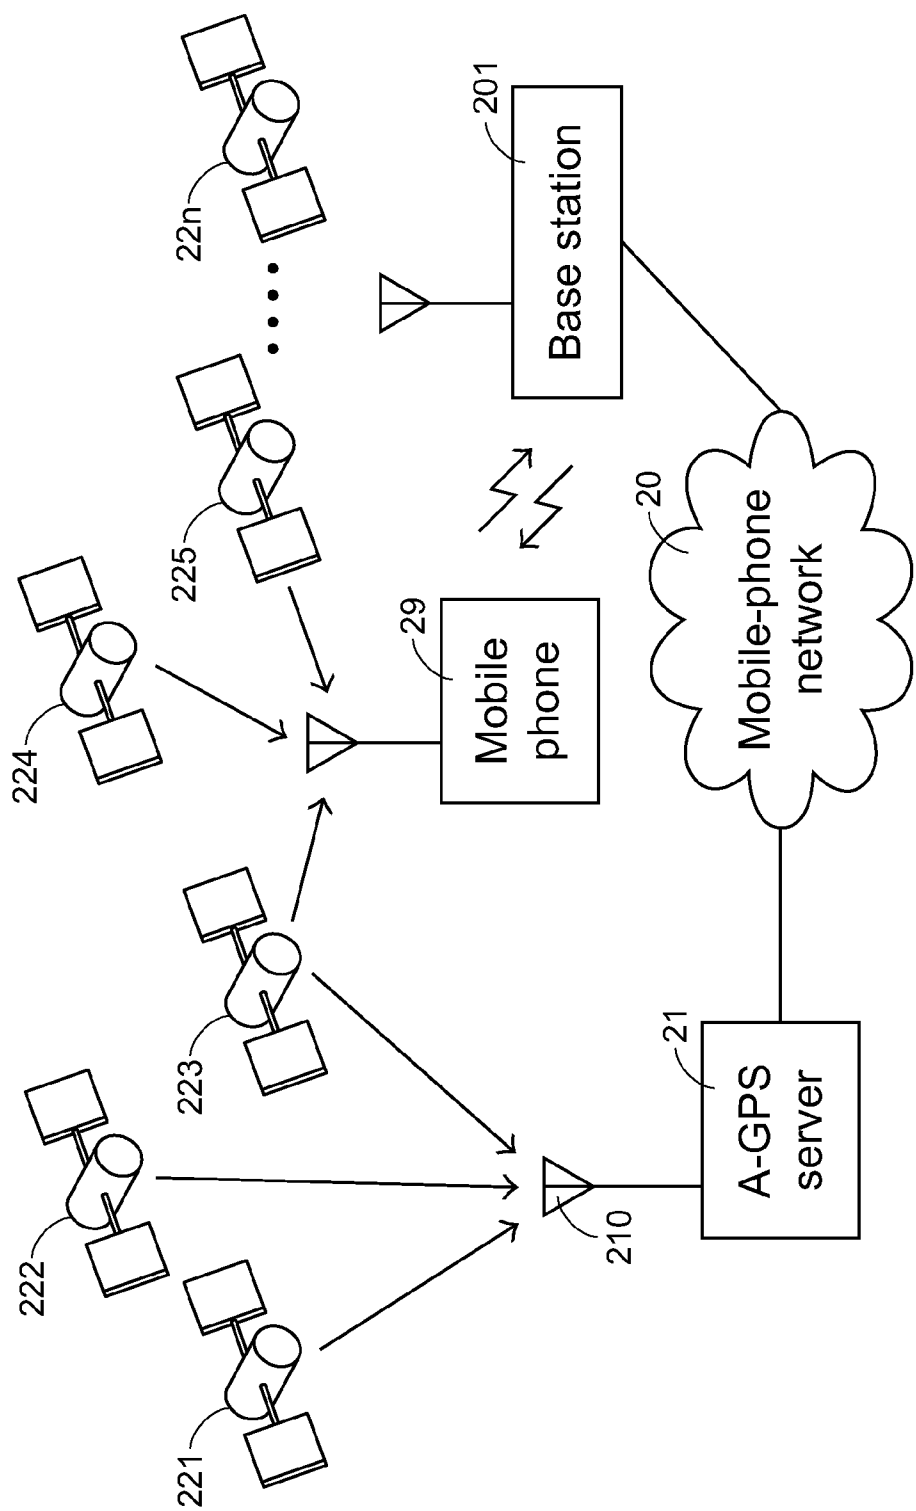 222
224
221
223
225
22n
210
21
A-GPS
server
29
Mobile
phone
201
Base station
20
Mobile-phone
network